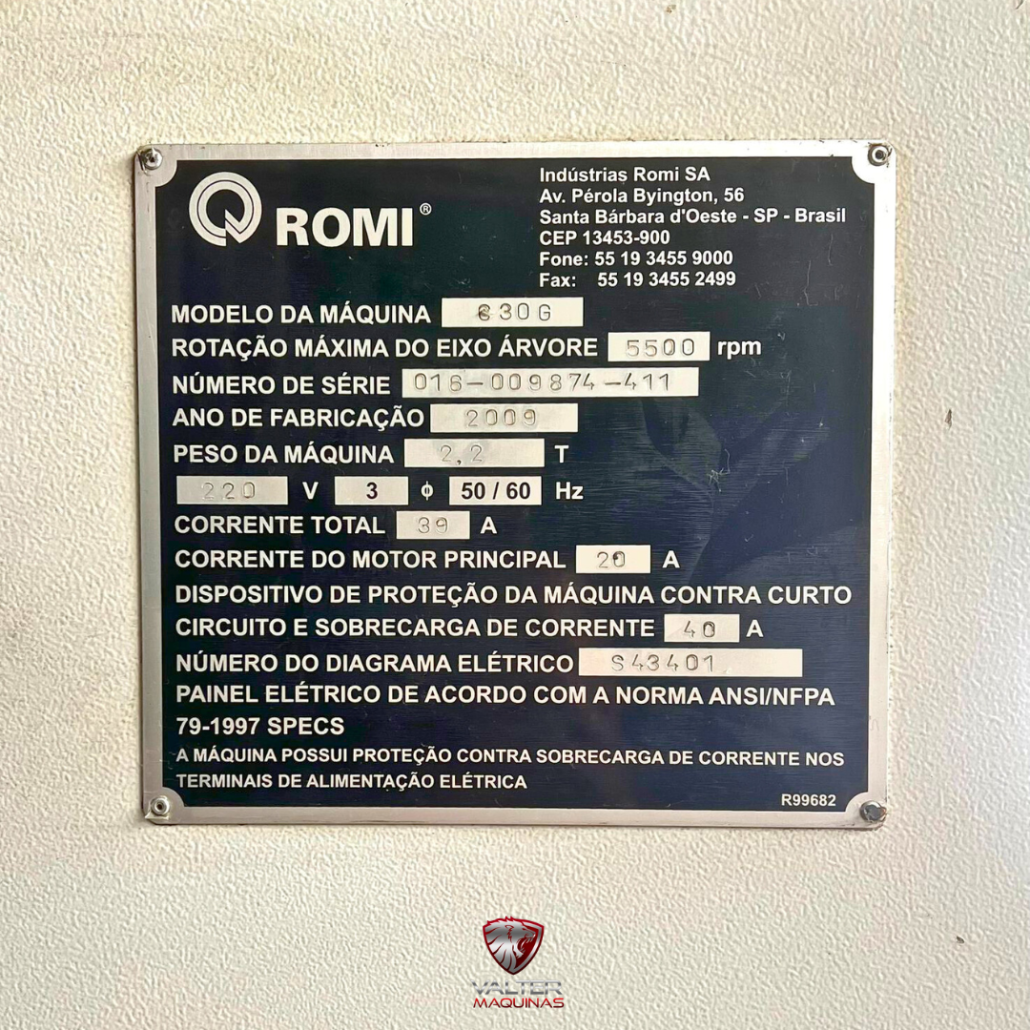 ROMI®
Indústrias Romi SA
Av. Pérola Byington, 56
Santa Bárbara d'Oeste - SP - Brasil
CEP 13453-900
Fone: 55 19 3455 9000
Fax: 55 19 3455 2499
MODELO DA MÁQUINA
ROTAÇÃO MÁXIMA DO EIXO ÁRVORE 5500 rpm
NÚMERO DE SÉRIE 016-009874-411
ANO DE FABRICAÇÃO 2009
PESO DA MÁQUINA 2,2 T
220 V 3 ϕ 50 / 60 Hz
CORRENTE TOTAL 39 A
CORRENTE DO MOTOR PRINCIPAL 20 A
DISPOSITIVO DE PROTEÇÃO DA MÁQUINA CONTRA CURTO
CIRCUITO E SOBRECARGA DE CORRENTE 40 A
NÚMERO DO DIAGRAMA ELÉTRICO S43401
PAINEL ELÉTRICO DE ACORDO COM A NORMA ANSI/NFPA
79-1997 SPECS
A MÁQUINA POSSUI PROTEÇÃO CONTRA SOBRECARGA DE CORRENTE NOS
TERMINAIS DE ALIMENTAÇÃO ELÉTRICA
R99682
VALTER
MAQUINAS